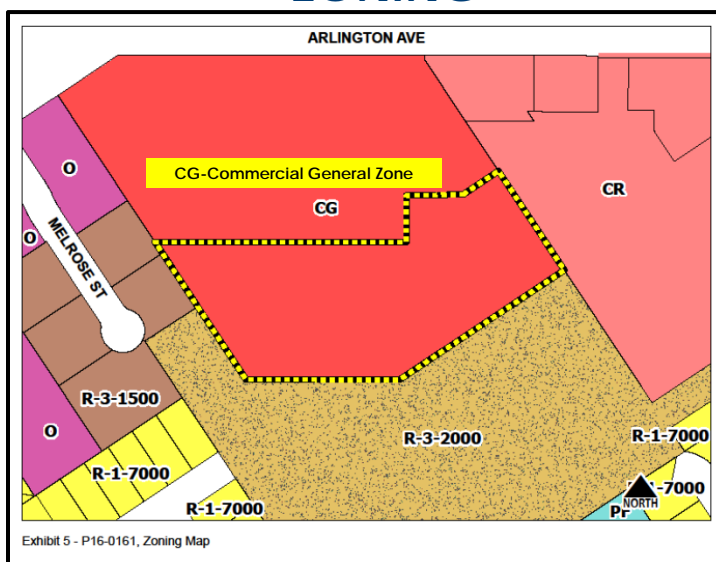 ZONING
ARLINGTON AVE
O
CG-Commercial General Zone
CR
CG
O
MELROSE ST
R-3-1500
O
R-3-2000
R-1-7000
R-1-7000
R-1-7000
NORTH
Exhibit 5 - P16-0161, Zoning Map